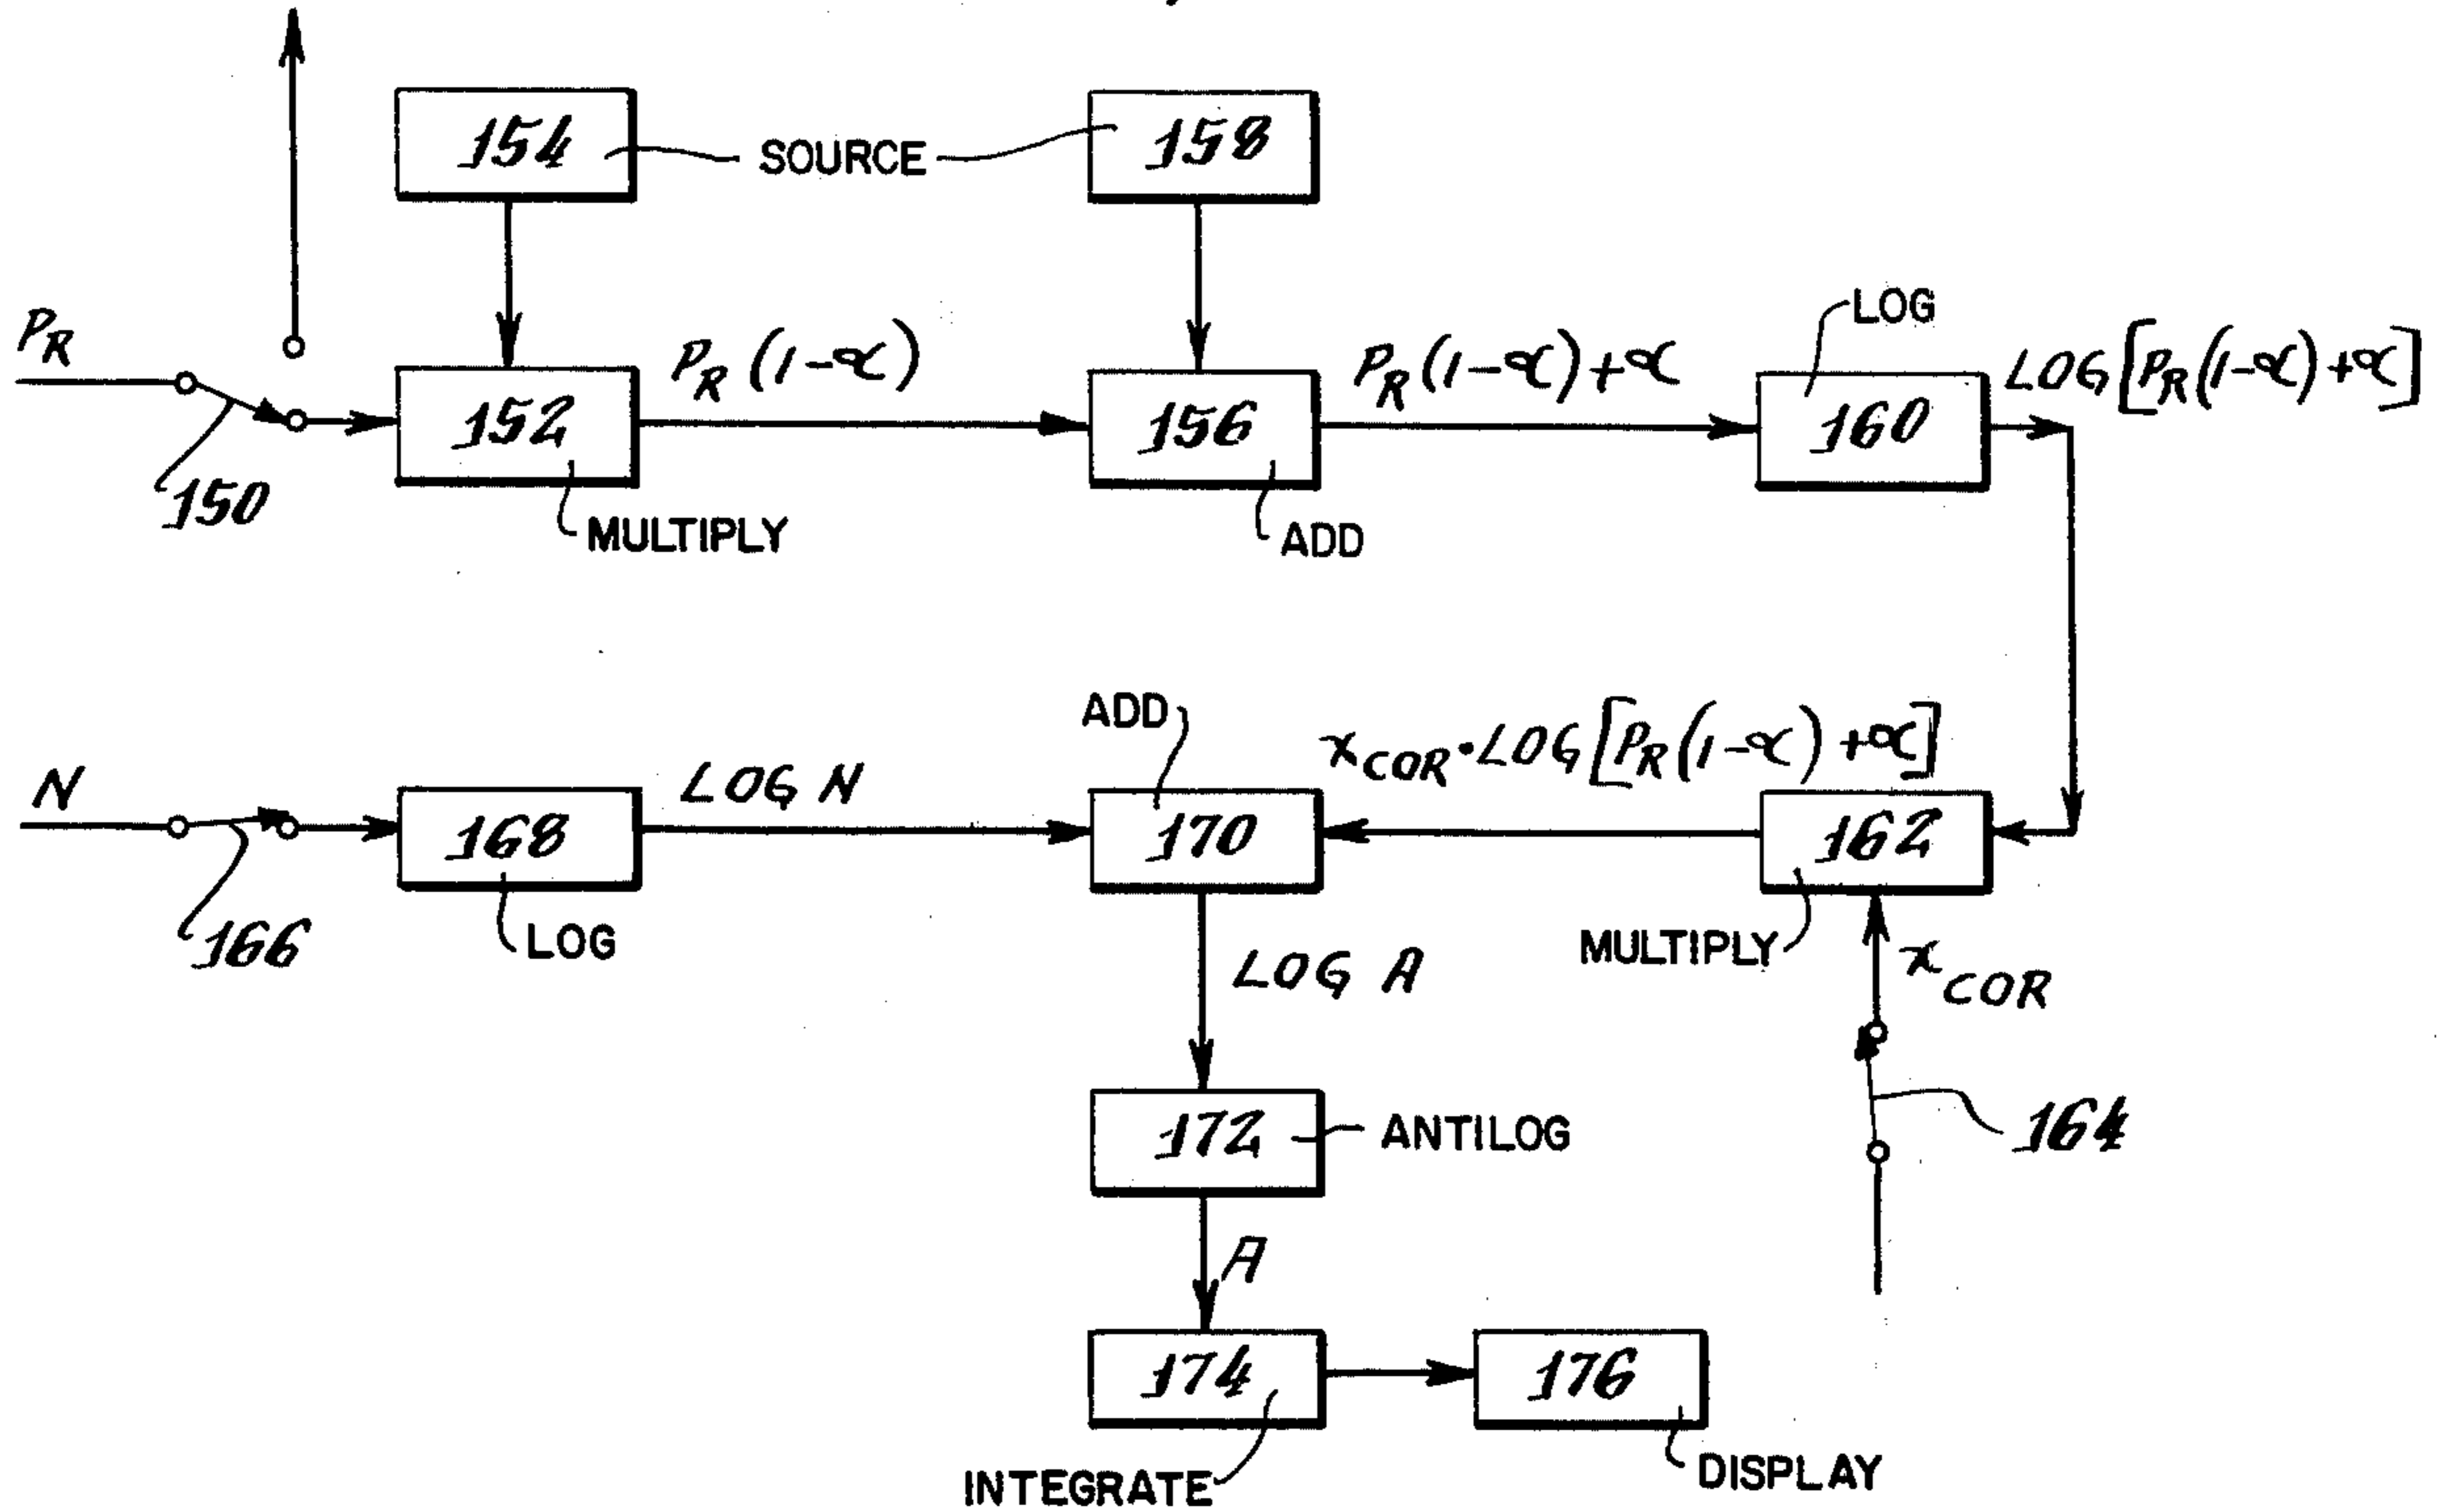 154
SOURCE
158
P_R
LOG
P_R (1-α)
P_R (1-α)+α
LOG[P_R(1-α)+α]
152
156
160
150
MULTIPLY
ADD
ADD
x_COR·LOG[P_R(1-α)+α]
N
LOG N
168
170
162
166
LOG
MULTIPLY
x_COR
LOG A
172
ANTILOG
164
A
174
176
INTEGRATE
DISPLAY